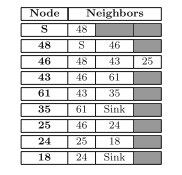 Node Neighbors
S 48
48 S 46
46 48 43 25
43 46 61
61 43 35
35 61 Sink
25 46 24
24 25 18
18 24 Sink